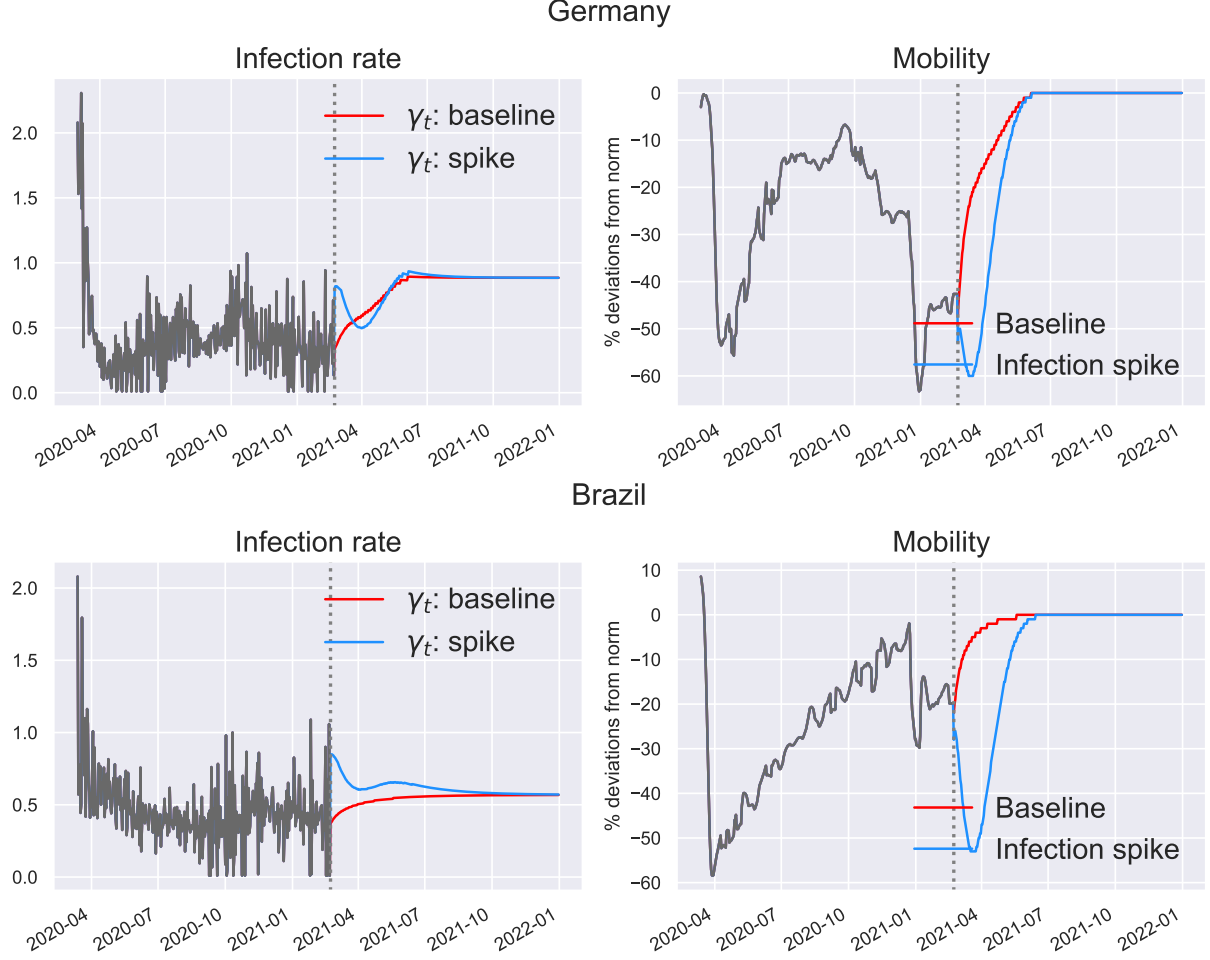 Germany
Infection rate
2.0
1.5
1.0
0.5
0.0
γt: baseline
γt: spike
2020-04 2020-07 2020-10 2021-01 2021-04 2021-07 2021-10 2022-01
Mobility
% deviations from norm
0
−10
−20
−30
−40
−50
−60
Baseline
Infection spike
2020-04 2020-07 2020-10 2021-01 2021-04 2021-07 2021-10 2022-01
Brazil
Infection rate
2.0
1.5
1.0
0.5
0.0
γt: baseline
γt: spike
2020-04 2020-07 2020-10 2021-01 2021-04 2021-07 2021-10 2022-01
Mobility
% deviations from norm
10
0
−10
−20
−30
−40
−50
−60
Baseline
Infection spike
2020-04 2020-07 2020-10 2021-01 2021-04 2021-07 2021-10 2022-01